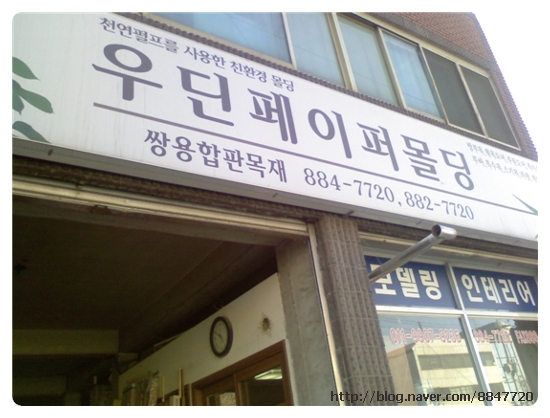 천연펄프를 사용한 친환경 몰딩
우딘페이퍼몰딩
쌍용합판목재 884-7720, 882-7720
모델링 인테리어
http://blog.naver.com/8847720